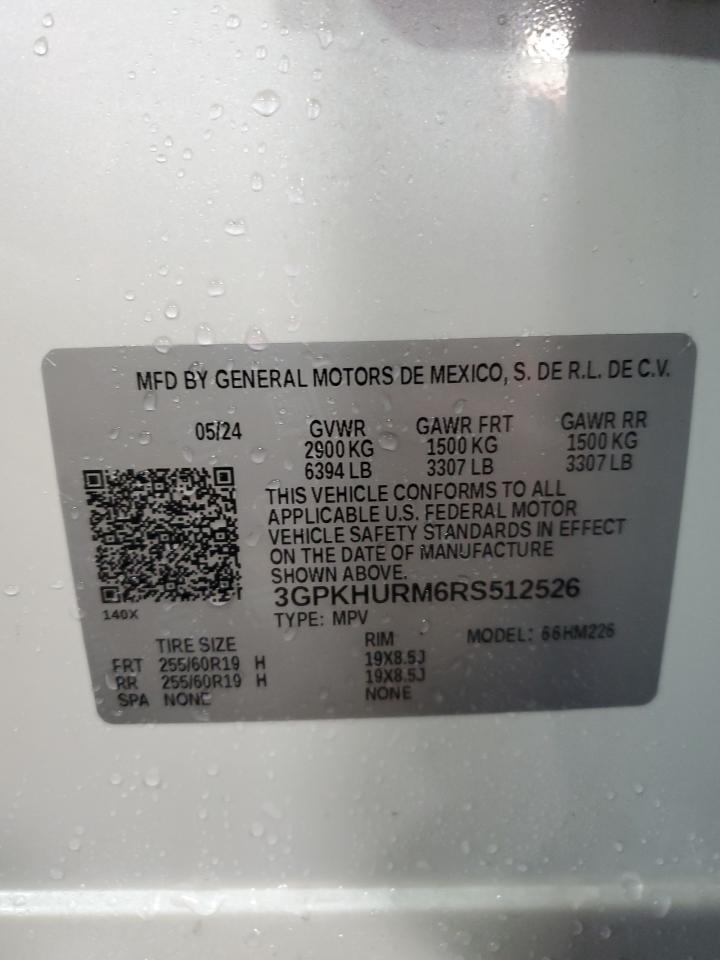 MFD BY GENERAL MOTORS DE MEXICO, S. DE R.L. DE C.V.
05/24 GVWR GAWR FRT GAWR RR
2900 KG 1500 KG 1500 KG
6394 LB 3307 LB 3307 LB
THIS VEHICLE CONFORMS TO ALL
APPLICABLE U.S. FEDERAL MOTOR
VEHICLE SAFETY STANDARDS IN EFFECT
ON THE DATE OF MANUFACTURE
SHOWN ABOVE.
3GPKHURM6RS512526
140X
TYPE: MPV
TIRE SIZE RIM MODEL: 66HM226
FRT 255/60R19 H 19X8.5J
RR 255/60R19 H 19X8.5J
SPA NONE NONE